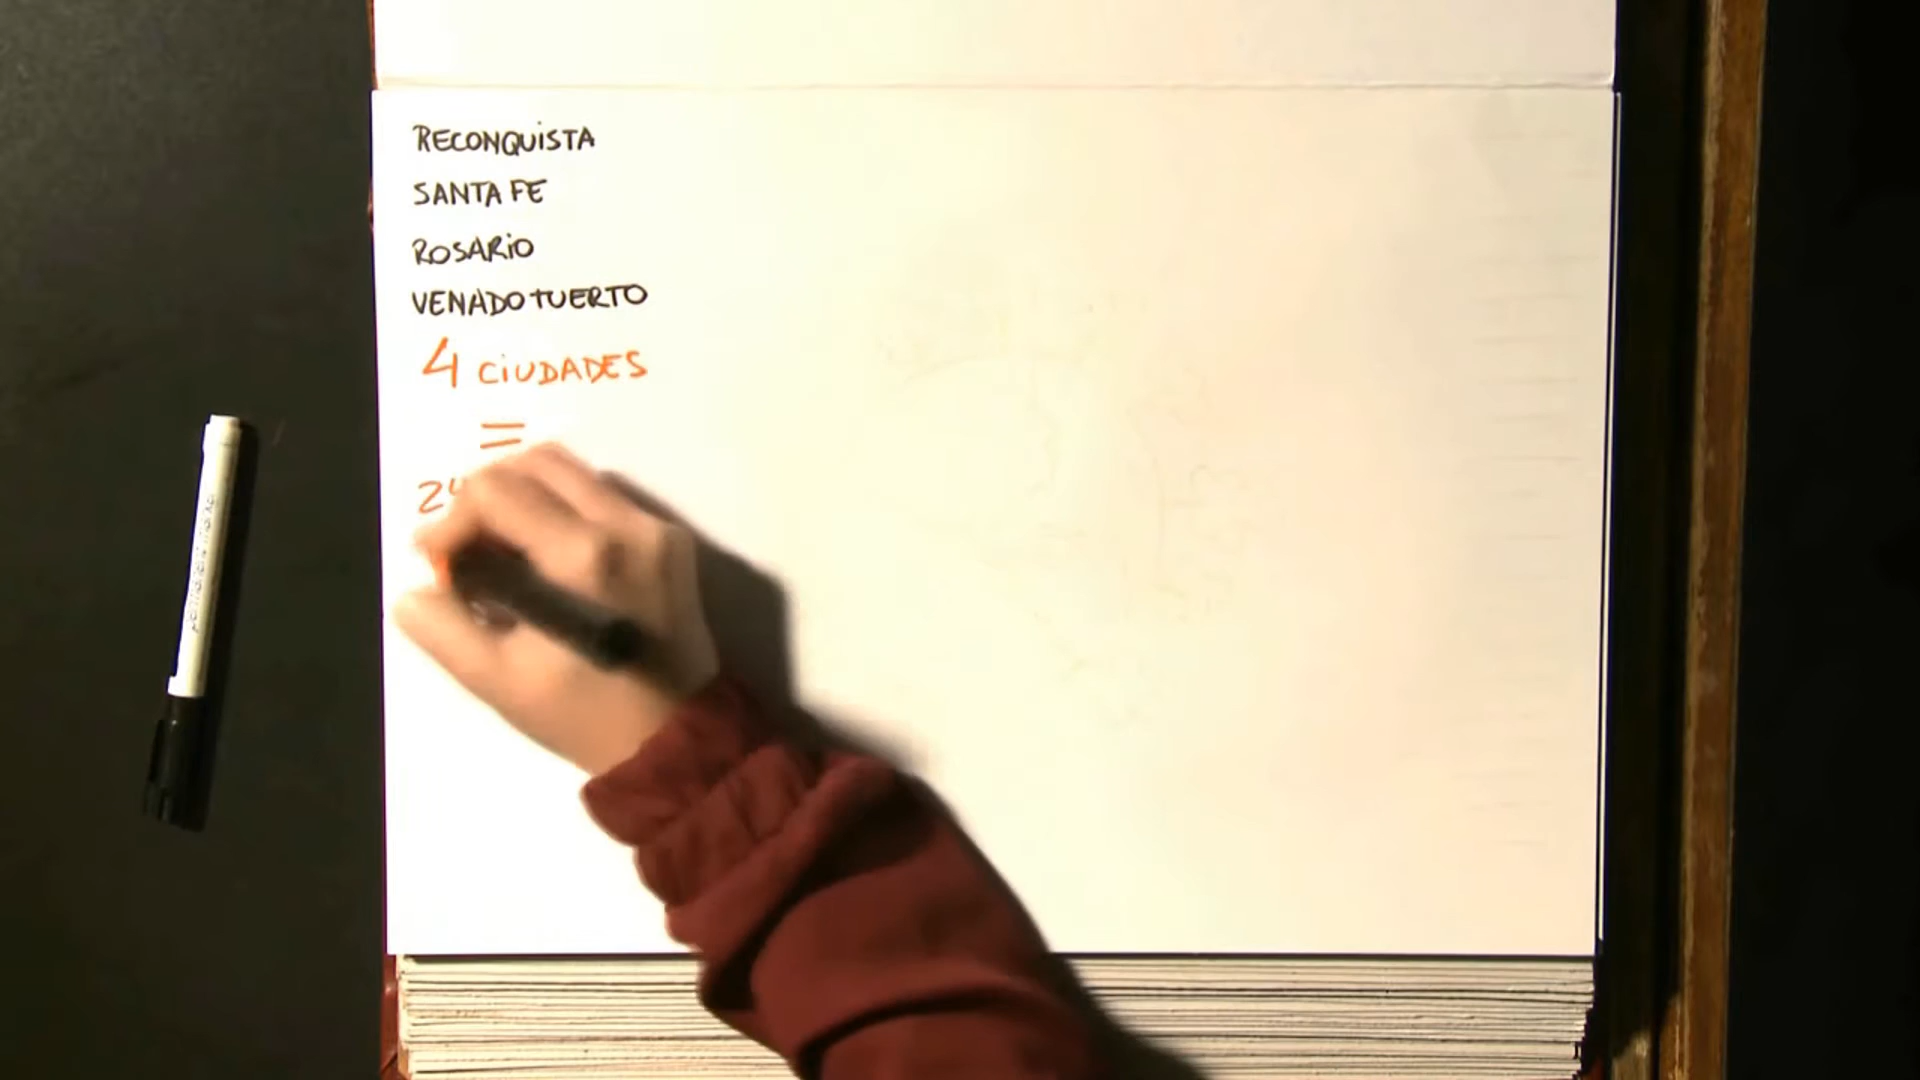 RECONQUISTA
SANTA FE
ROSARIO
VENADO TUERTO
4 CIUDADES
=